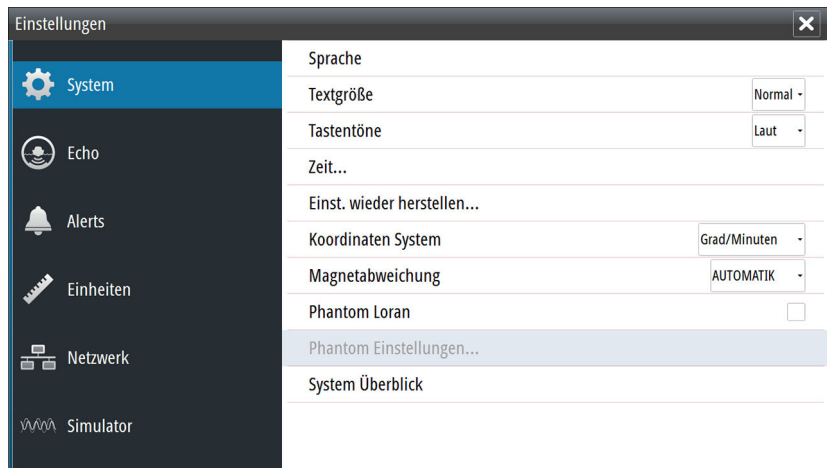 Einstellungen
System
Echo
Alerts
Einheiten
Netzwerk
Simulator
Sprache
Textgröße Normal
Tastentöne Laut
Zeit...
Einst. wieder herstellen...
Koordinaten System Grad/Minuten
Magnetabweichung AUTOMATIK
Phantom Loran
Phantom Einstellungen...
System Überblick